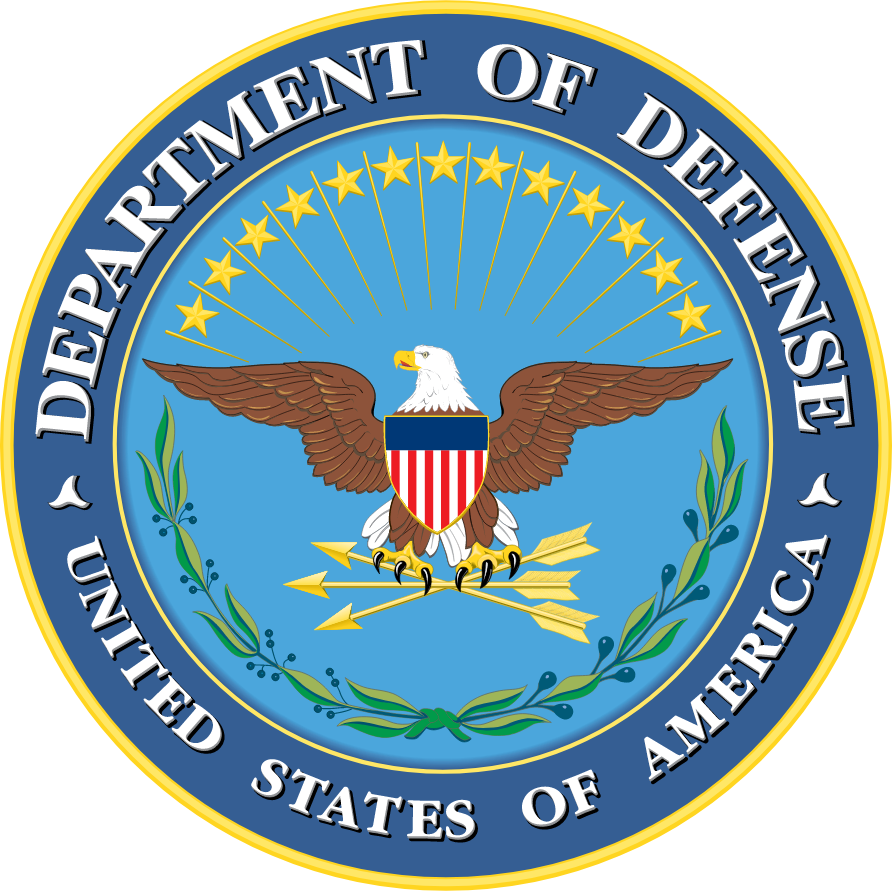 DEPARTMENT OF DEFENSE
UNITED STATES OF AMERICA